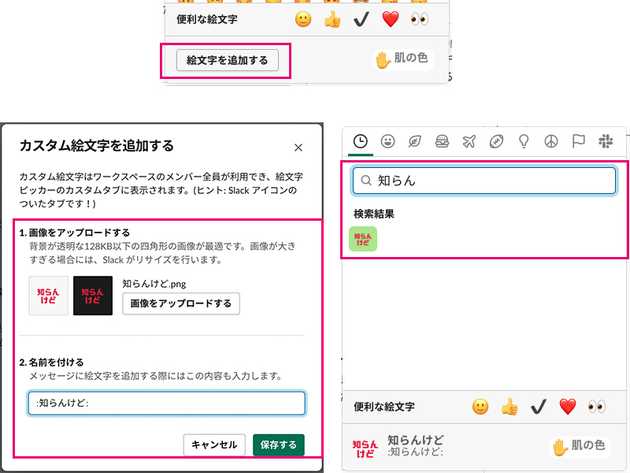 便利な絵文字
絵文字を追加する
肌の色
カスタム絵文字を追加する
カスタム絵文字はワークスペースのメンバー全員が利用でき、絵文字
ピッカーのカスタムタブに表示されます。(ヒント: Slack アイコンの
ついたタブです！)
1. 画像をアップロードする
背景が透明な128KB以下の四角形の画像が最適です。画像が大き
すぎる場合には、Slack がリサイズを行います。
知らん
けど
知らん
けど
知らんけど.png
画像をアップロードする
2. 名前を付ける
メッセージに絵文字を追加する際にはこの内容も入力します。
:知らんけど:
キャンセル
保存する
知らん
検索結果
知らん
けど
便利な絵文字
知らん
けど
知らんけど
:知らんけど:
肌の色